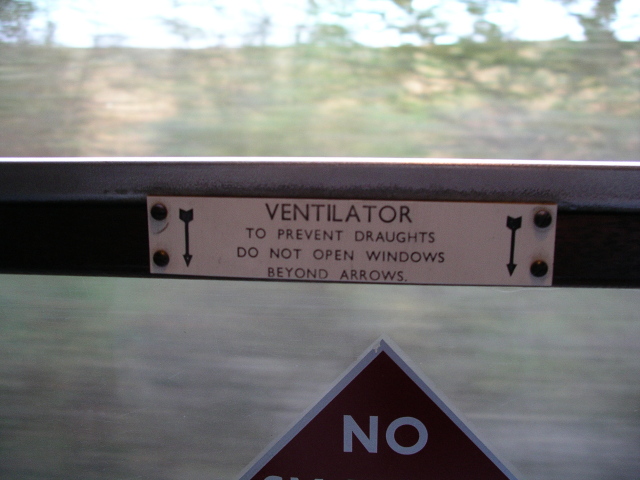 VENTILATOR
TO PREVENT DRAUGHTS
DO NOT OPEN WINDOWS
BEYOND ARROWS.
NO